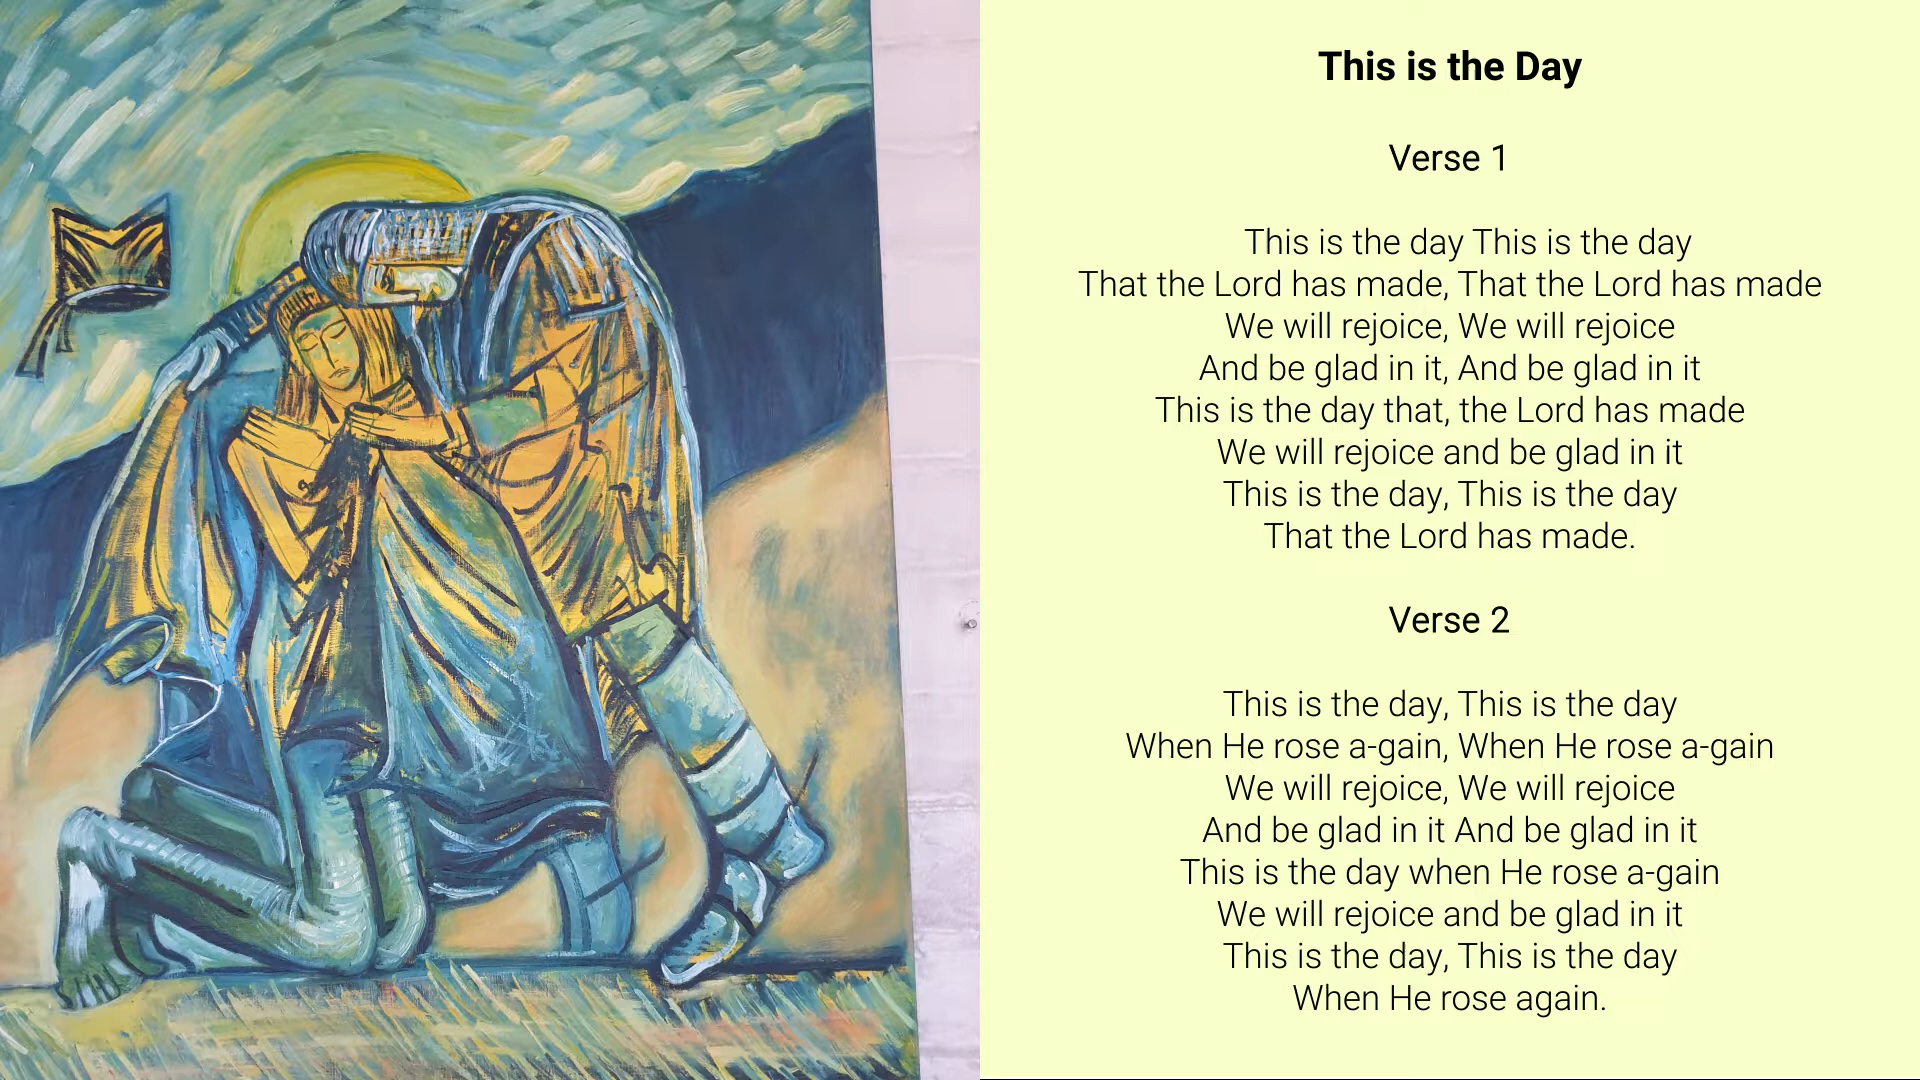 This is the Day
Verse 1
This is the day This is the day
That the Lord has made, That the Lord has made
We will rejoice, We will rejoice
And be glad in it, And be glad in it
This is the day that, the Lord has made
We will rejoice and be glad in it
This is the day, This is the day
That the Lord has made.
Verse 2
This is the day, This is the day
When He rose a-gain, When He rose a-gain
We will rejoice, We will rejoice
And be glad in it And be glad in it
This is the day when He rose a-gain
We will rejoice and be glad in it
This is the day, This is the day
When He rose again.